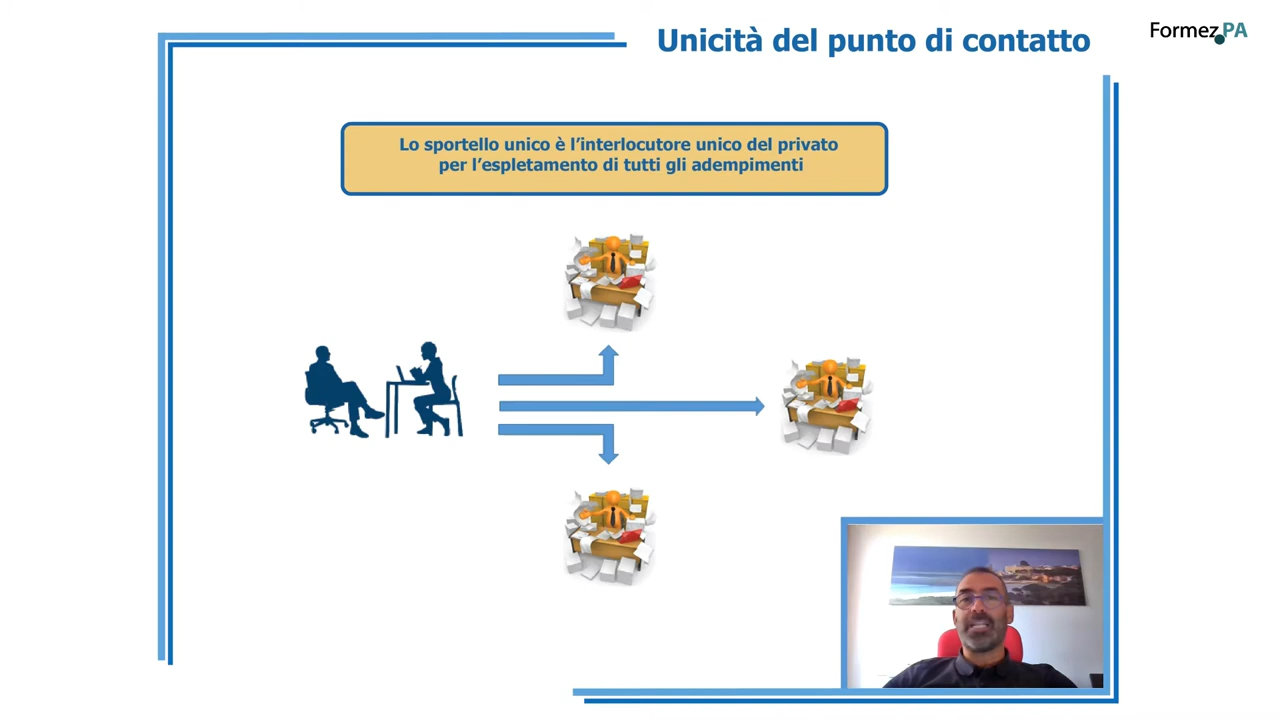 Unicità del punto di contatto
Formez.PA
Lo sportello unico è l'interlocutore unico del privato
per l'espletamento di tutti gli adempimenti